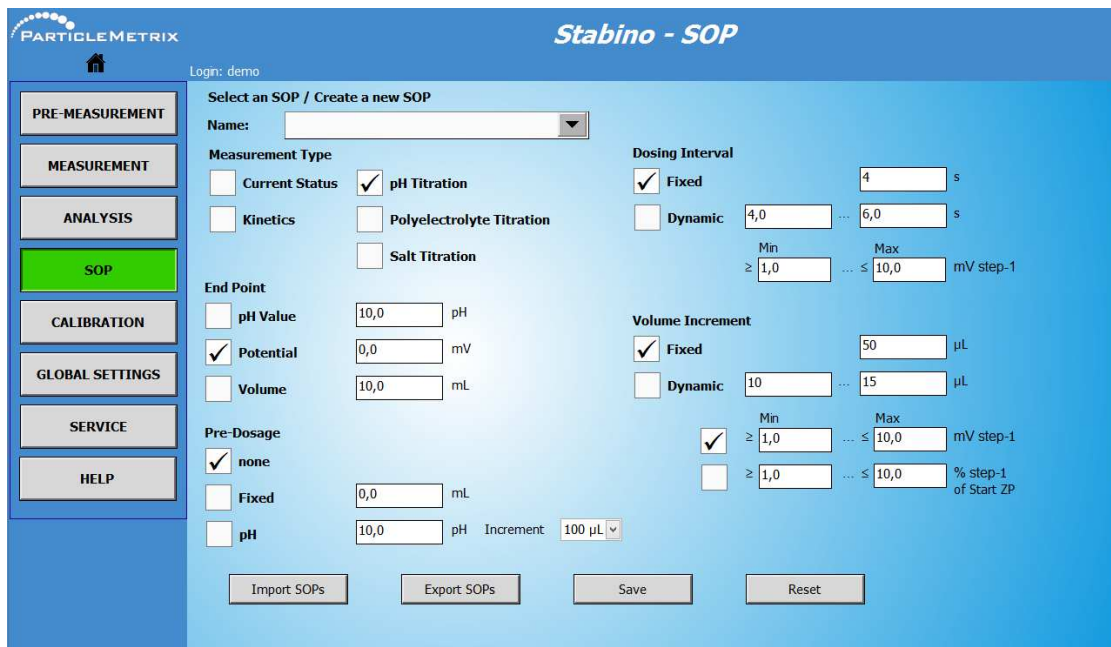 PARTICLEMETRIX
Stabino - SOP
Login: demo
PRE-MEASUREMENT
MEASUREMENT
ANALYSIS
SOP
CALIBRATION
GLOBAL SETTINGS
SERVICE
HELP
Select an SOP / Create a new SOP
Name:
Measurement Type
Current Status pH Titration
Kinetics Polyelectrolyte Titration
Salt Titration
End Point
pH Value 10,0 pH
Potential 0,0 mV
Volume 10,0 mL
Pre-Dosage
none
Fixed 0,0 mL
pH 10,0 pH Increment 100 µL
Dosing Interval
Fixed 4 s
Dynamic 4,0 ... 6,0 s
Min Max
≥ 1,0 ... ≤ 10,0 mV step-1
Volume Increment
Fixed 50 µL
Dynamic 10 ... 15 µL
Min Max
≥ 1,0 ... ≤ 10,0 mV step-1
≥ 1,0 ... ≤ 10,0 % step-1
of Start ZP
Import SOPs Export SOPs Save Reset